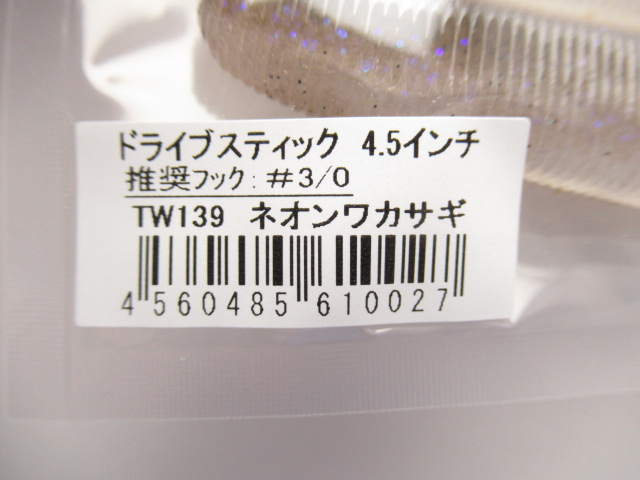 ドライブスティック 4.5インチ
推奨フック:#3/0
TW139 ネオンワカサギ
4 560485 610027